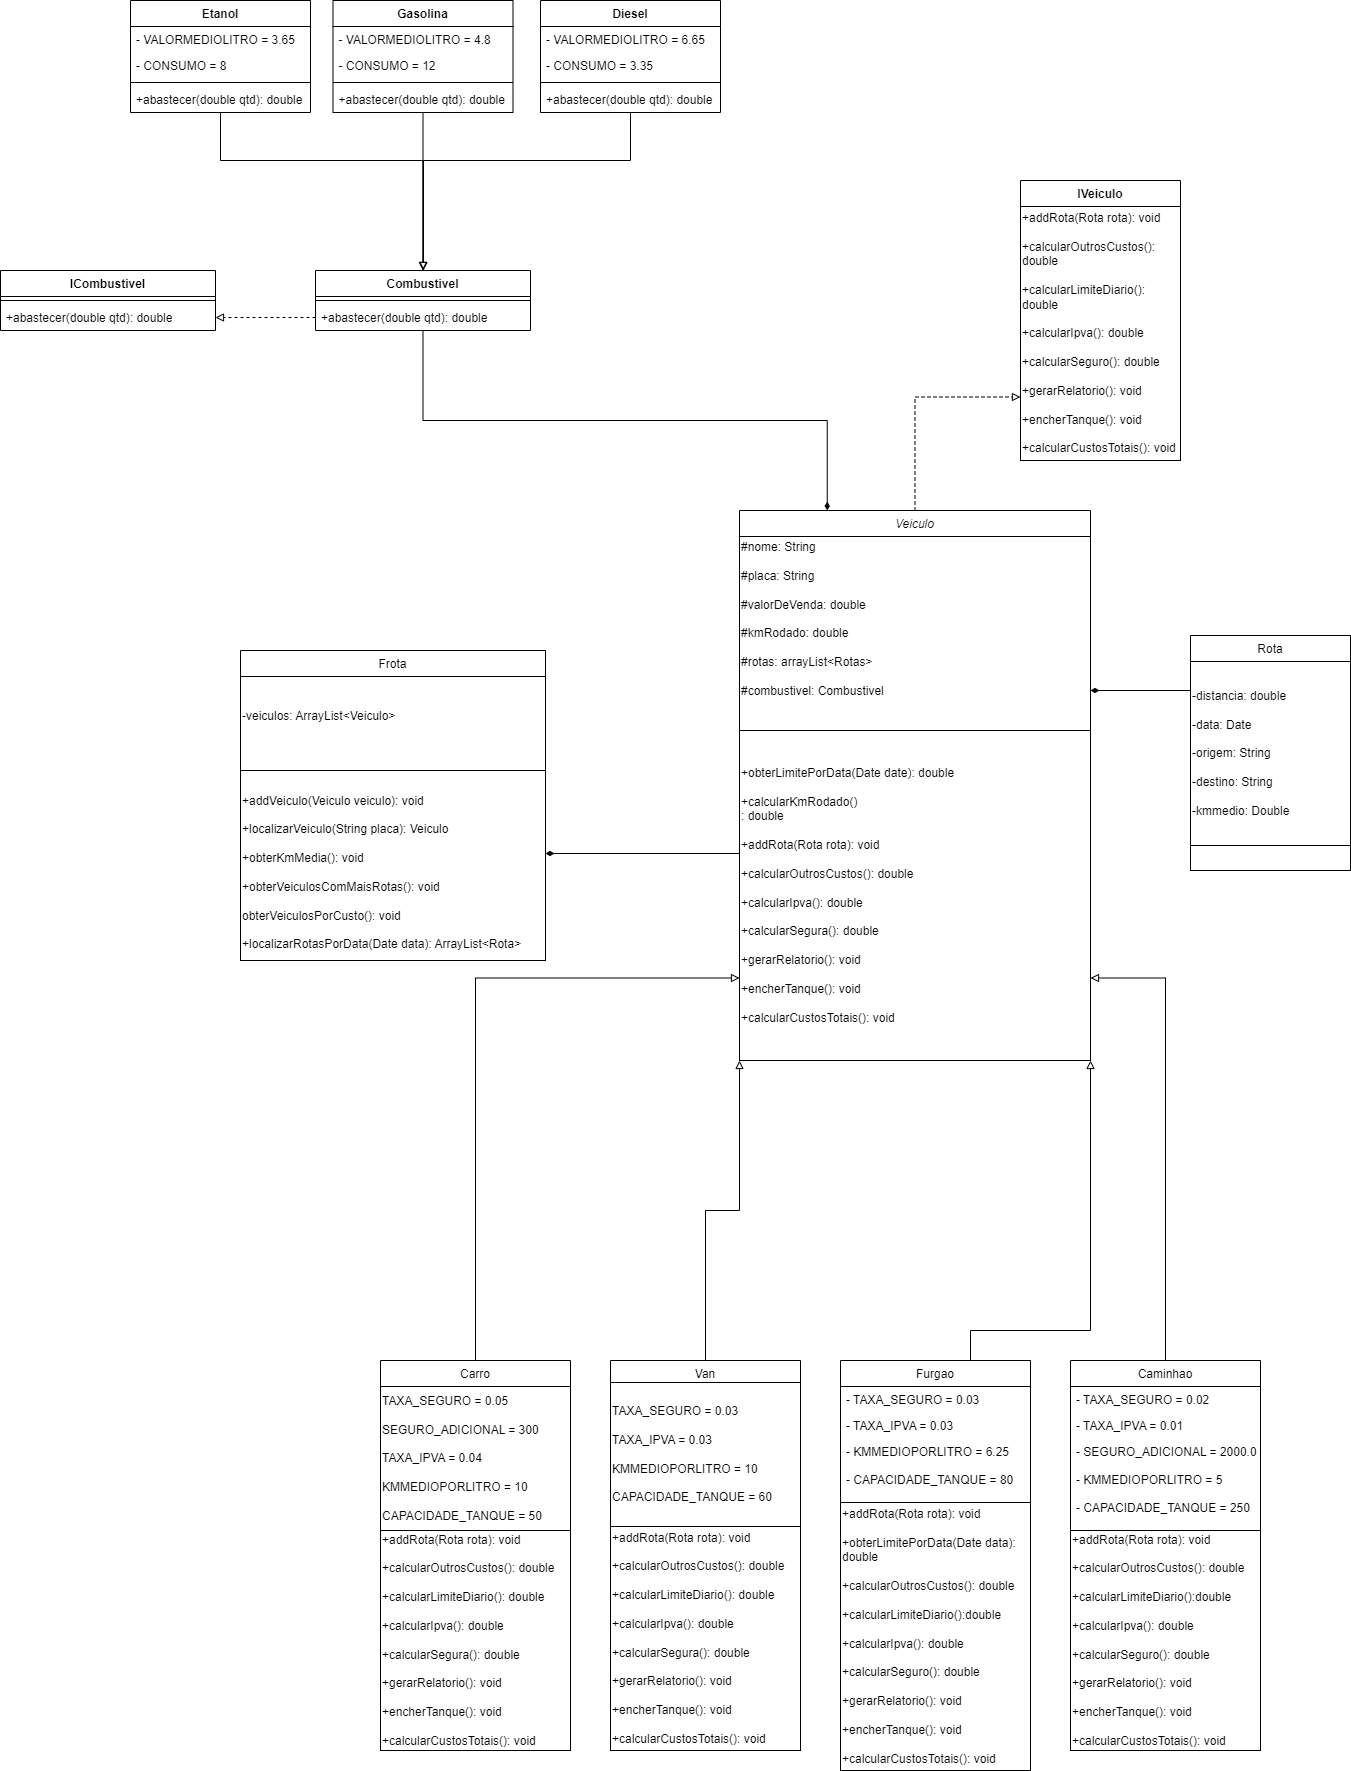 Etanol
- VALORMEDIOLITRO = 3.65
- CONSUMO = 8
+abastecer(double qtd): double
Gasolina
- VALORMEDIOLITRO = 4.8
- CONSUMO = 12
+abastecer(double qtd): double
Diesel
- VALORMEDIOLITRO = 6.65
- CONSUMO = 3.35
+abastecer(double qtd): double
IVeiculo
+addRota(Rota rota): void
+calcularOutrosCustos():
double
+calcularLimiteDiario():
double
+calcularIpva(): double
+calcularSeguro(): double
+gerarRelatorio(): void
+encherTanque(): void
+calcularCustosTotais(): void
ICombustivel
+abastecer(double qtd): double
Combustivel
+abastecer(double qtd): double
Veiculo
#nome: String
#placa: String
#valorDeVenda: double
#kmRodado: double
#rotas: arrayList<Rotas>
#combustivel: Combustivel
+obterLimitePorData(Date date): double
+calcularKmRodado()
: double
+addRota(Rota rota): void
+calcularOutrosCustos(): double
+calcularIpva(): double
+calcularSegura(): double
+gerarRelatorio(): void
+encherTanque(): void
+calcularCustosTotais(): void
Rota
-distancia: double
-data: Date
-origem: String
-destino: String
-kmmedio: Double
Frota
-veiculos: ArrayList<Veiculo>
+addVeiculo(Veiculo veiculo): void
+localizarVeiculo(String placa): Veiculo
+obterKmMedia(): void
+obterVeiculosComMaisRotas(): void
obterVeiculosPorCusto(): void
+localizarRotasPorData(Date data): ArrayList<Rota>
Carro
TAXA_SEGURO = 0.05
SEGURO_ADICIONAL = 300
TAXA_IPVA = 0.04
KMMEDIOPORLITRO = 10
CAPACIDADE_TANQUE = 50
+addRota(Rota rota): void
+calcularOutrosCustos(): double
+calcularLimiteDiario(): double
+calcularIpva(): double
+calcularSegura(): double
+gerarRelatorio(): void
+encherTanque(): void
+calcularCustosTotais(): void
Van
TAXA_SEGURO = 0.03
TAXA_IPVA = 0.03
KMMEDIOPORLITRO = 10
CAPACIDADE_TANQUE = 60
+addRota(Rota rota): void
+calcularOutrosCustos(): double
+calcularLimiteDiario(): double
+calcularIpva(): double
+calcularSegura(): double
+gerarRelatorio(): void
+encherTanque(): void
+calcularCustosTotais(): void
Furgao
- TAXA_SEGURO = 0.03
- TAXA_IPVA = 0.03
- KMMEDIOPORLITRO = 6.25
- CAPACIDADE_TANQUE = 80
+addRota(Rota rota): void
+obterLimitePorData(Date data):
double
+calcularOutrosCustos(): double
+calcularLimiteDiario():double
+calcularIpva(): double
+calcularSeguro(): double
+gerarRelatorio(): void
+encherTanque(): void
+calcularCustosTotais(): void
Caminhao
- TAXA_SEGURO = 0.02
- TAXA_IPVA = 0.01
- SEGURO_ADICIONAL = 2000.0
- KMMEDIOPORLITRO = 5
- CAPACIDADE_TANQUE = 250
+addRota(Rota rota): void
+calcularOutrosCustos(): double
+calcularLimiteDiario():double
+calcularIpva(): double
+calcularSeguro(): double
+gerarRelatorio(): void
+encherTanque(): void
+calcularCustosTotais(): void